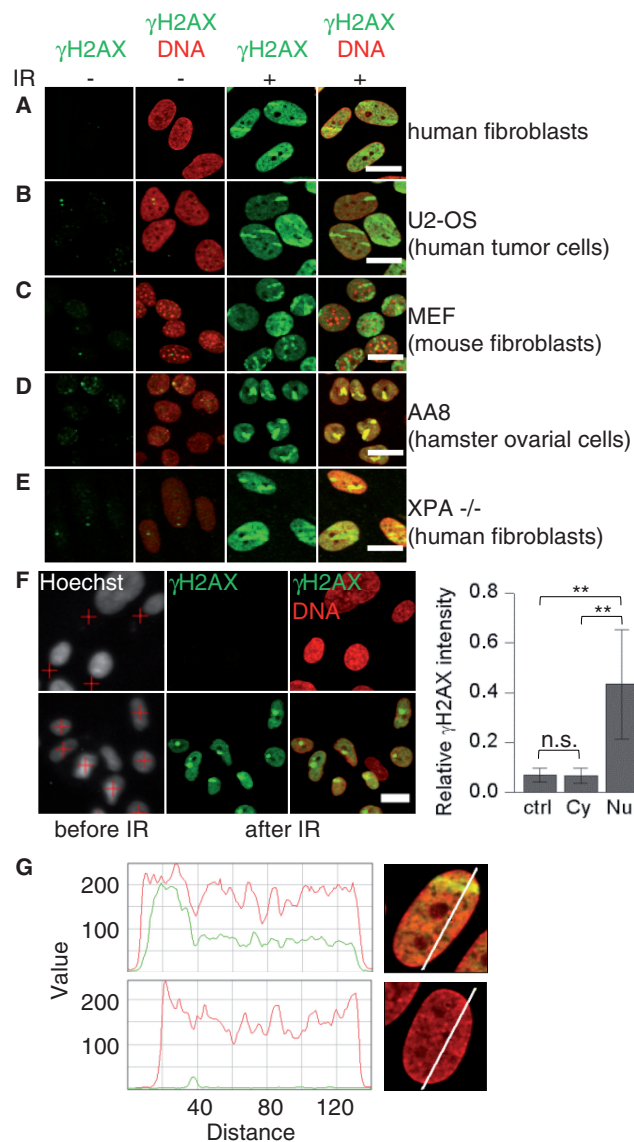 γH2AX γH2AX DNA γH2AX γH2AX DNA
IR - - + +
A human fibroblasts
B U2-OS
(human tumor cells)
C MEF
(mouse fibroblasts)
D AA8
(hamster ovarial cells)
E XPA -/-
(human fibroblasts)
F Hoechst γH2AX γH2AX
DNA
before IR after IR
Relative γH2AX intensity
0.8
0.6
0.4
0.2
0.0
**
**
n.s.
ctrl Cy Nu
G
Value
200
100
200
100
40 80 120
Distance